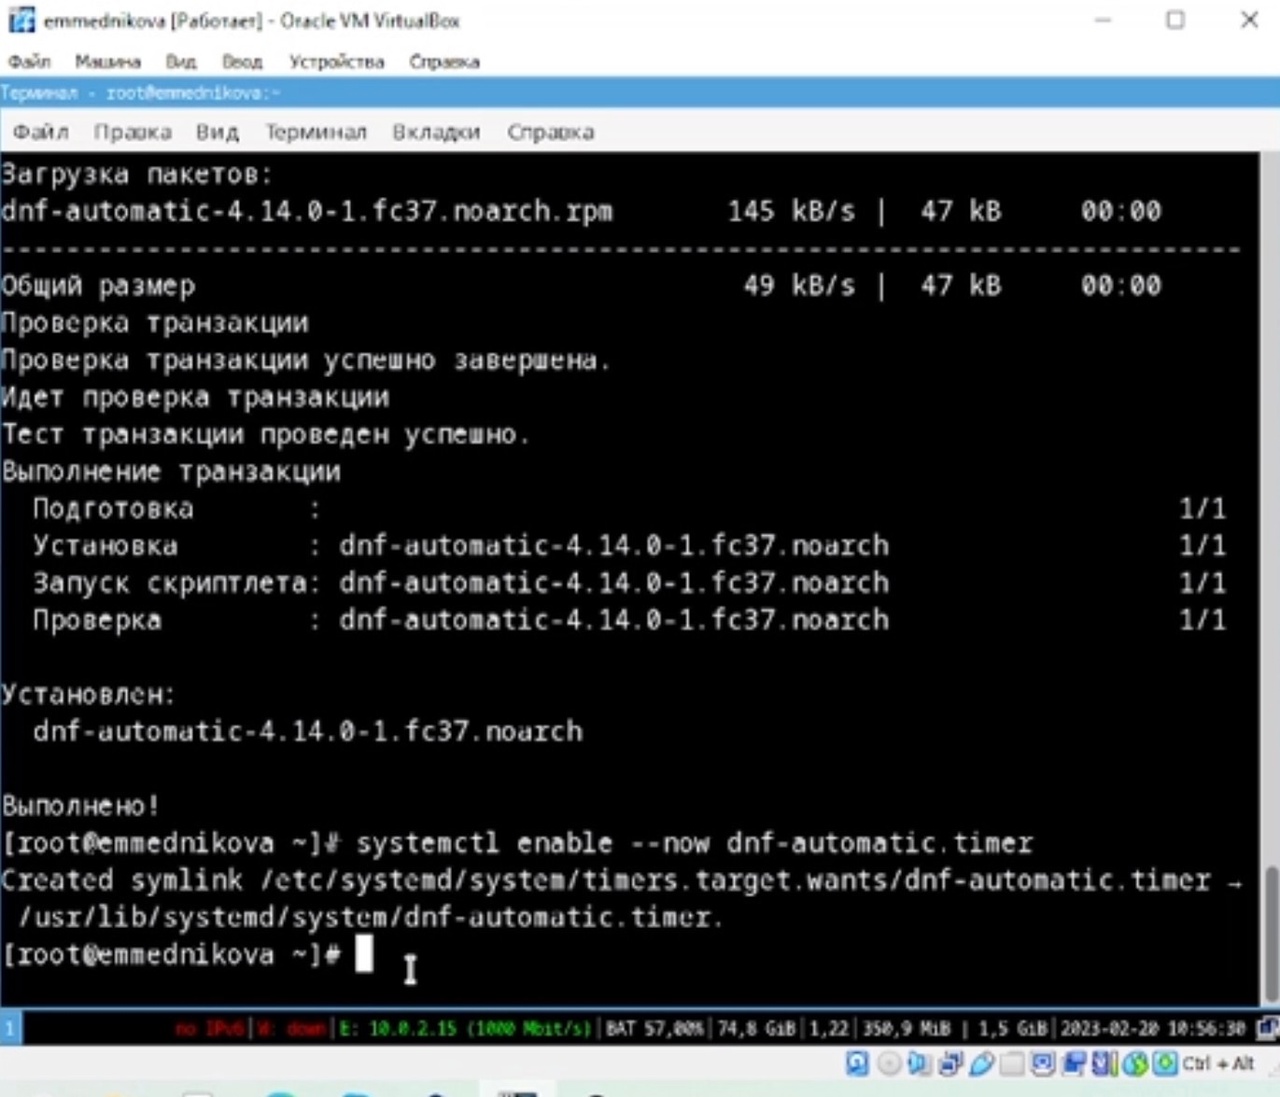 emmednikova [Работает] - Oracle VM VirtualBox
Файл Машина Вид Ввод Устройства Справка
Терминал - root@emmednikova:~
Файл Правка Вид Терминал Вкладки Справка
Загрузка пакетов:
dnf-automatic-4.14.0-1.fc37.noarch.rpm 145 kB/s | 47 kB 00:00
--------------------------------------------------------------------------------
Общий размер 49 kB/s | 47 kB 00:00
Проверка транзакции
Проверка транзакции успешно завершена.
Идет проверка транзакции
Тест транзакции проведен успешно.
Выполнение транзакции
Подготовка : 1/1
Установка : dnf-automatic-4.14.0-1.fc37.noarch 1/1
Запуск скриптлета: dnf-automatic-4.14.0-1.fc37.noarch 1/1
Проверка : dnf-automatic-4.14.0-1.fc37.noarch 1/1
Установлен:
dnf-automatic-4.14.0-1.fc37.noarch
Выполнено!
[root@emmednikova ~]# systemctl enable --now dnf-automatic.timer
Created symlink /etc/systemd/system/timers.target.wants/dnf-automatic.timer →
/usr/lib/systemd/system/dnf-automatic.timer.
[root@emmednikova ~]#
1 no IPv6|W: down|E: 10.0.2.15 (1000 Mbit/s)|BAT 57,00%|74,8 GiB|1,22|350,9 MiB | 1,5 GiB|2023-02-20 10:56:30
Ctrl + Alt